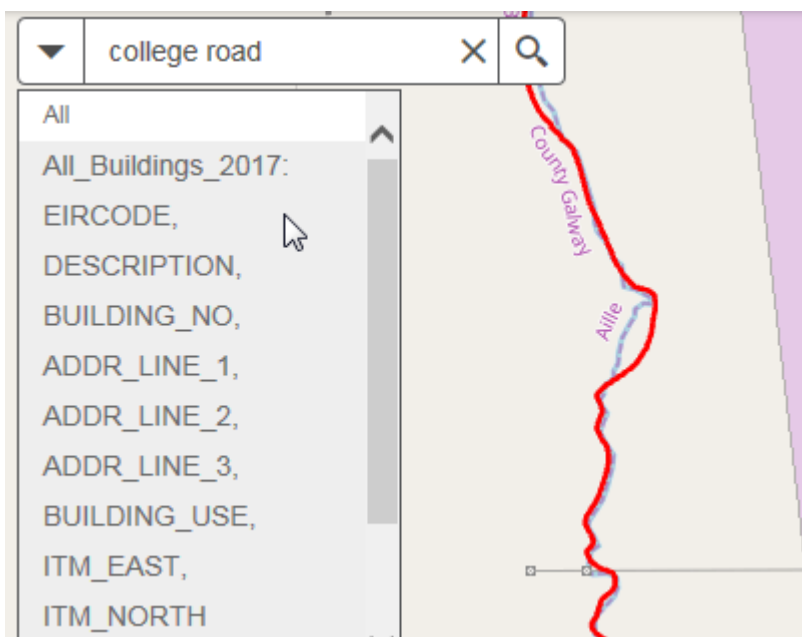 college road
All
All_Buildings_2017:
EIRCODE,
DESCRIPTION,
BUILDING_NO,
ADDR_LINE_1,
ADDR_LINE_2,
ADDR_LINE_3,
BUILDING_USE,
ITM_EAST,
ITM_NORTH
County Galway
Aille